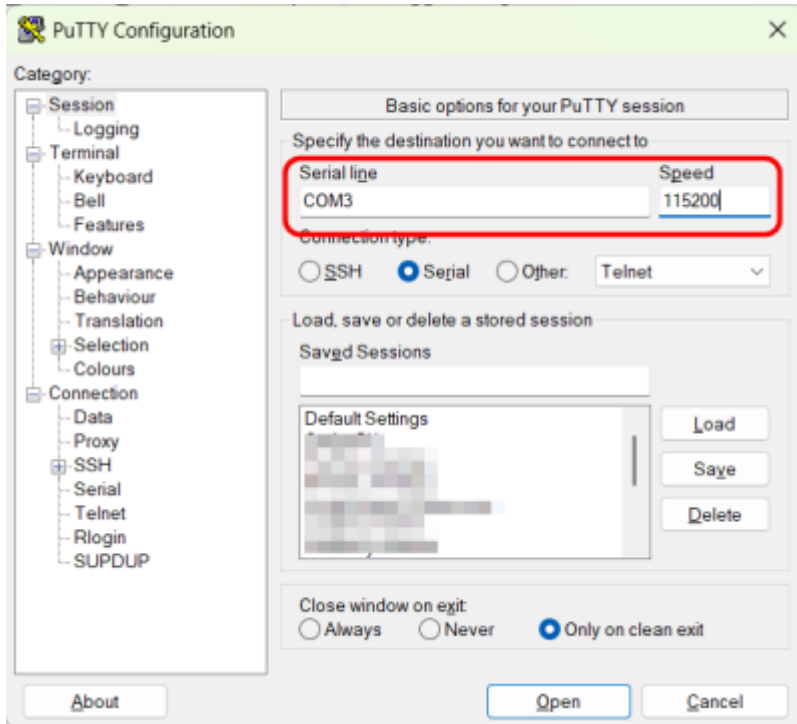 PuTTY Configuration
Category:
Session
Logging
Terminal
Keyboard
Bell
Features
Window
Appearance
Behaviour
Translation
Selection
Colours
Connection
Data
Proxy
SSH
Serial
Telnet
Rlogin
SUPDUP
Basic options for your PuTTY session
Specify the destination you want to connect to
Serial line Speed
COM3 115200
Connection type:
SSH Serial Other: Telnet
Load, save or delete a stored session
Saved Sessions
Default Settings
Load
Save
Delete
Close window on exit:
Always Never Only on clean exit
About Open Cancel